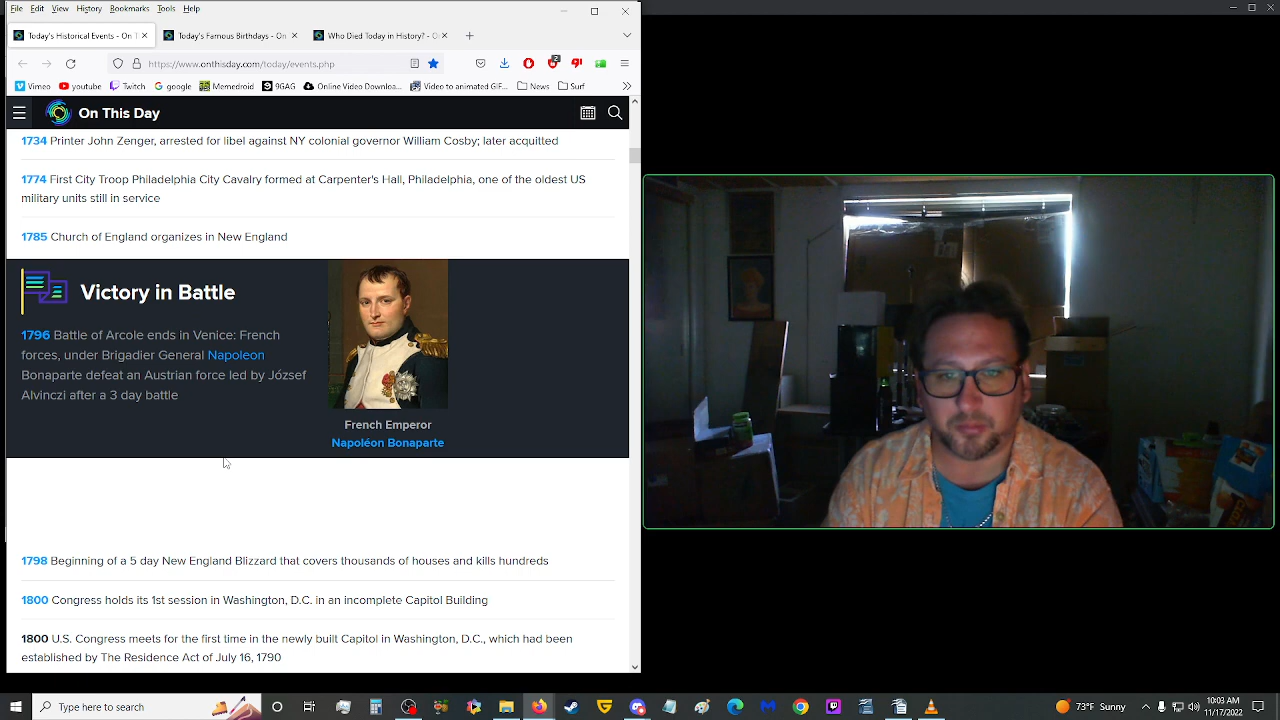 File Edit View History Bookmarks Tools Help
Today's Historical Events - On T
Today's Famous Birthdays - On
Who Died Today in History? - O
https://www.onthisday.com/today/events.php
2
Vimeo youtube Twitch google Memedroid 9GAG Online Video Downloa... Video to animated GIF... News Surf
On This Day
1734 Printer John Zenger, arrested for libel against NY colonial governor William Cosby; later acquitted
1774 First City Troop Philadelphia City Cavalry formed at Carpenter's Hall, Philadelphia, one of the oldest US
military units still in service
1785 Church of England organizes in New England
Victory in Battle
1796 Battle of Arcole ends in Venice: French
forces, under Brigadier General Napoleon
Bonaparte defeat an Austrian force led by József
Alvinczi after a 3 day battle
French Emperor
Napoléon Bonaparte
1798 Beginning of a 5 day New England Blizzard that covers thousands of houses and kills hundreds
1800 Congress holds its 1st session in Washington, D.C. in an incomplete Capitol Building
1800 U.S. Congress meets for the first time in the newly built Capitol in Washington, D.C., which had been
established by The Residence Act of July 16, 1790
Type here to search
73°F Sunny
10:03 AM
11/17/2022